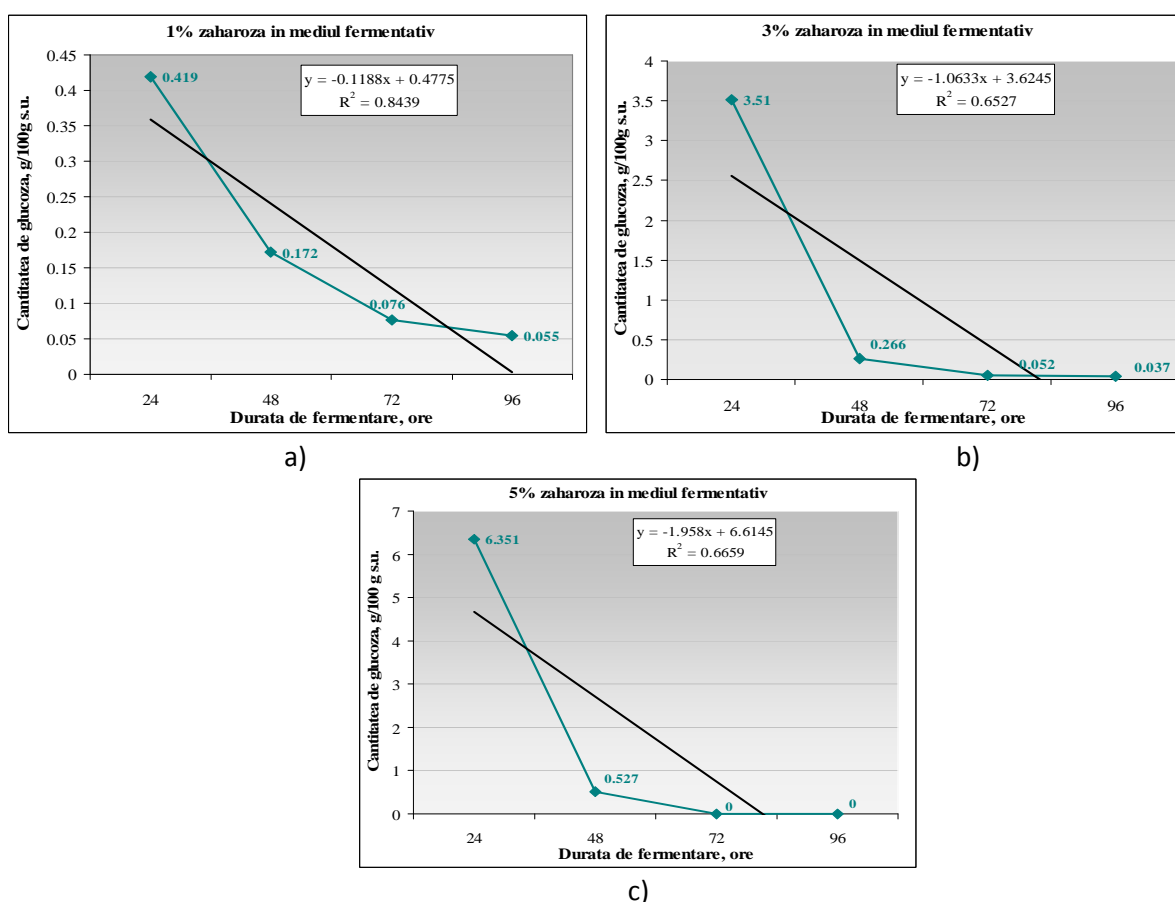 1% zaharoza in mediul fermentativ
y = -0.1188x + 0.4775
R² = 0.8439
Cantitatea de glucoza, g/100g s.u.
0.45
0.4
0.35
0.3
0.25
0.2
0.15
0.1
0.05
0
0.419
0.172
0.076
0.055
24 48 72 96
Durata de fermentare, ore
a)
3% zaharoza in mediul fermentativ
y = -1.0633x + 3.6245
R² = 0.6527
Cantitatea de glucoza, g/100g s.u.
4
3.5
3
2.5
2
1.5
1
0.5
0
3.51
0.266
0.052
0.037
24 48 72 96
Durata de fermentare, ore
b)
5% zaharoza in mediul fermentativ
y = -1.958x + 6.6145
R² = 0.6659
Cantitatea de glucoza, g/100 g s.u.
7
6
5
4
3
2
1
0
6.351
0.527
0
0
24 48 72 96
Durata de fermentare, ore
c)